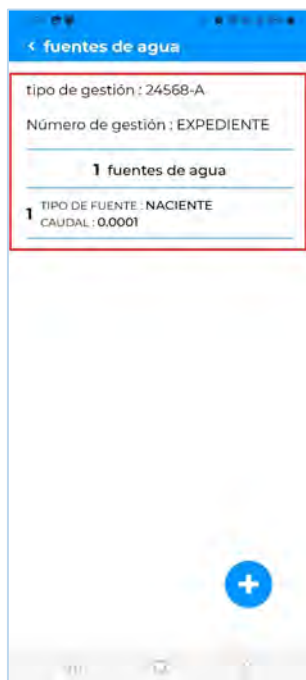 < fuentes de agua
tipo de gestión : 24568-A
Número de gestión : EXPEDIENTE
1 fuentes de agua
1 TIPO DE FUENTE : NACIENTE
CAUDAL : 0.0001
+